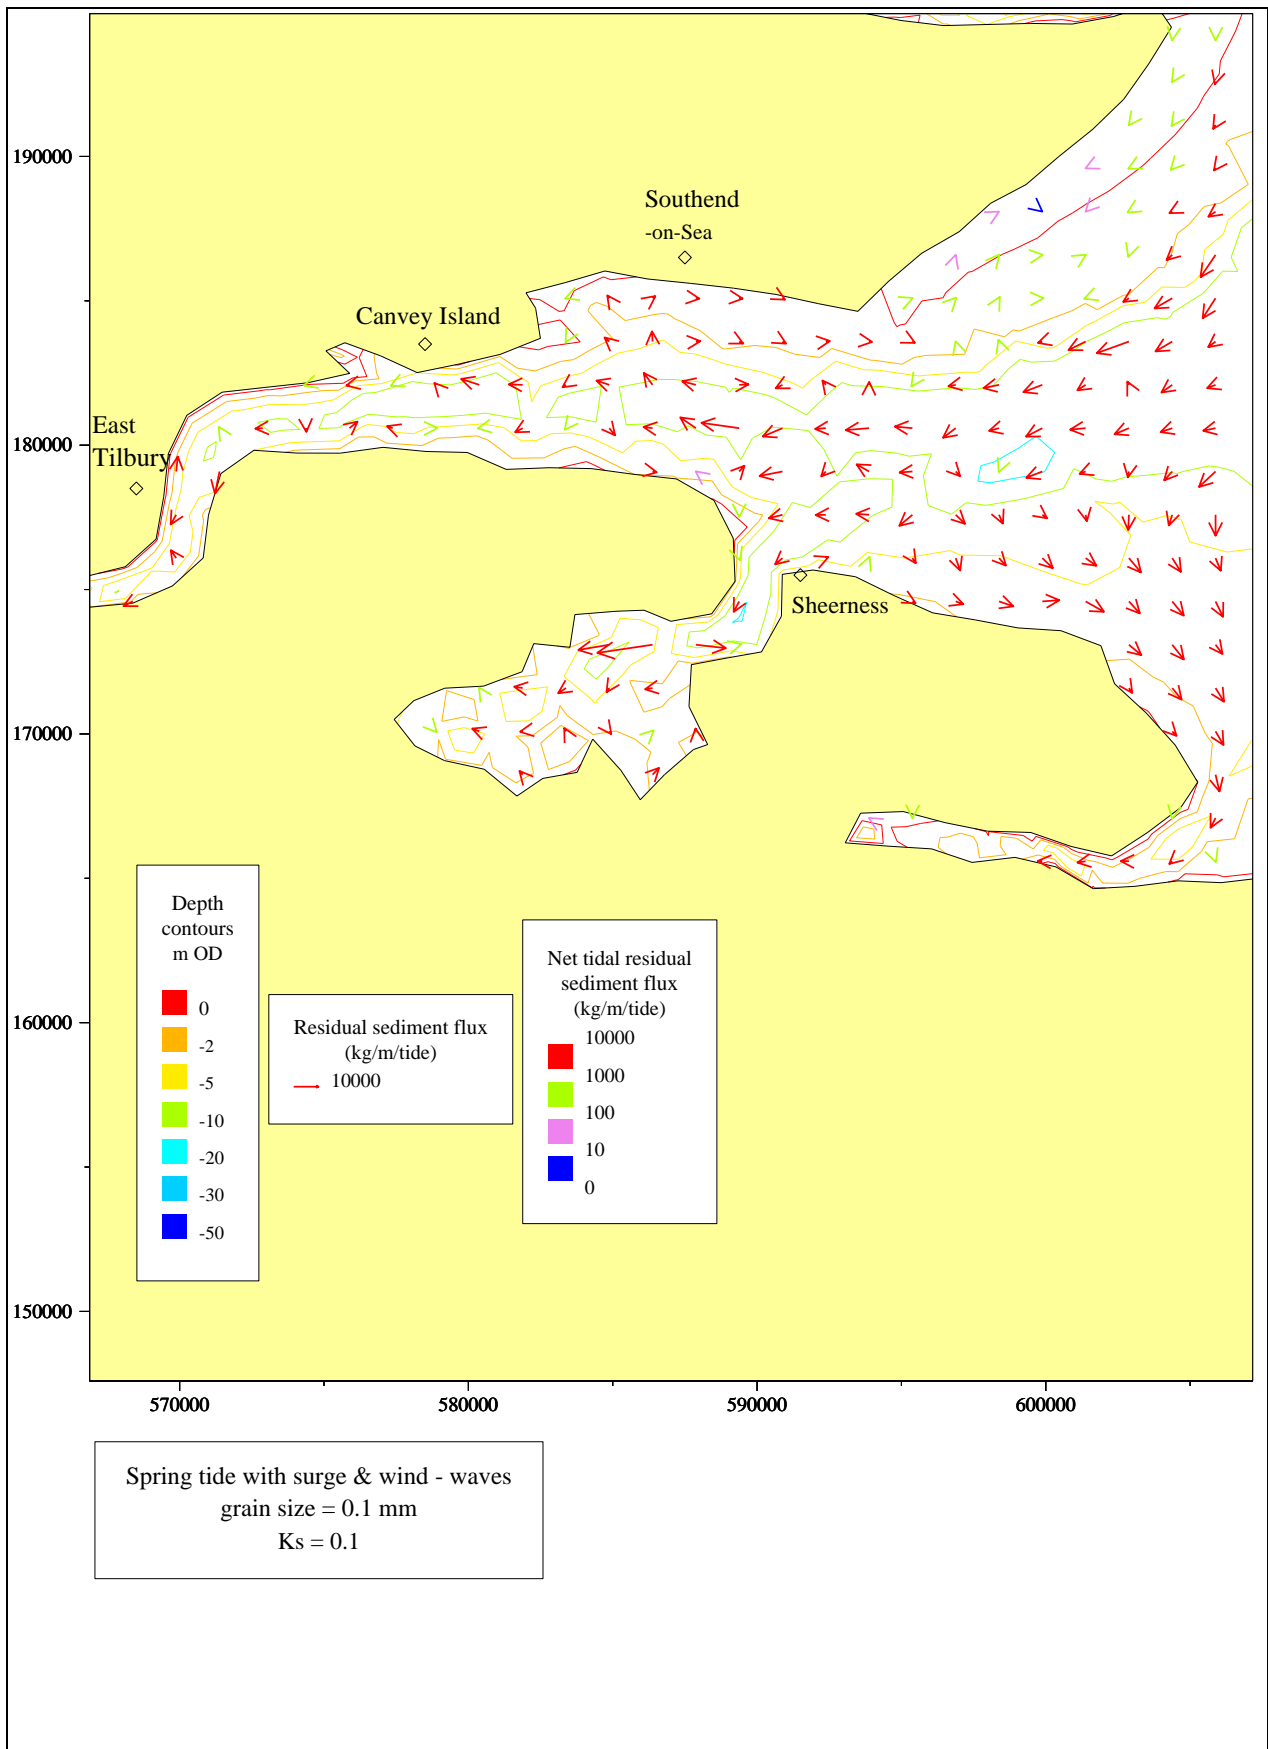 190000
180000
170000
160000
150000
Southend
-on-Sea
Canvey Island
East
Tilbury
Sheerness
Depth
contours
m OD
0
-2
-5
-10
-20
-30
-50
Residual sediment flux
(kg/m/tide)
10000
Net tidal residual
sediment flux
(kg/m/tide)
10000
1000
100
10
0
570000 580000 590000 600000
Spring tide with surge & wind - waves
grain size = 0.1 mm
Ks = 0.1